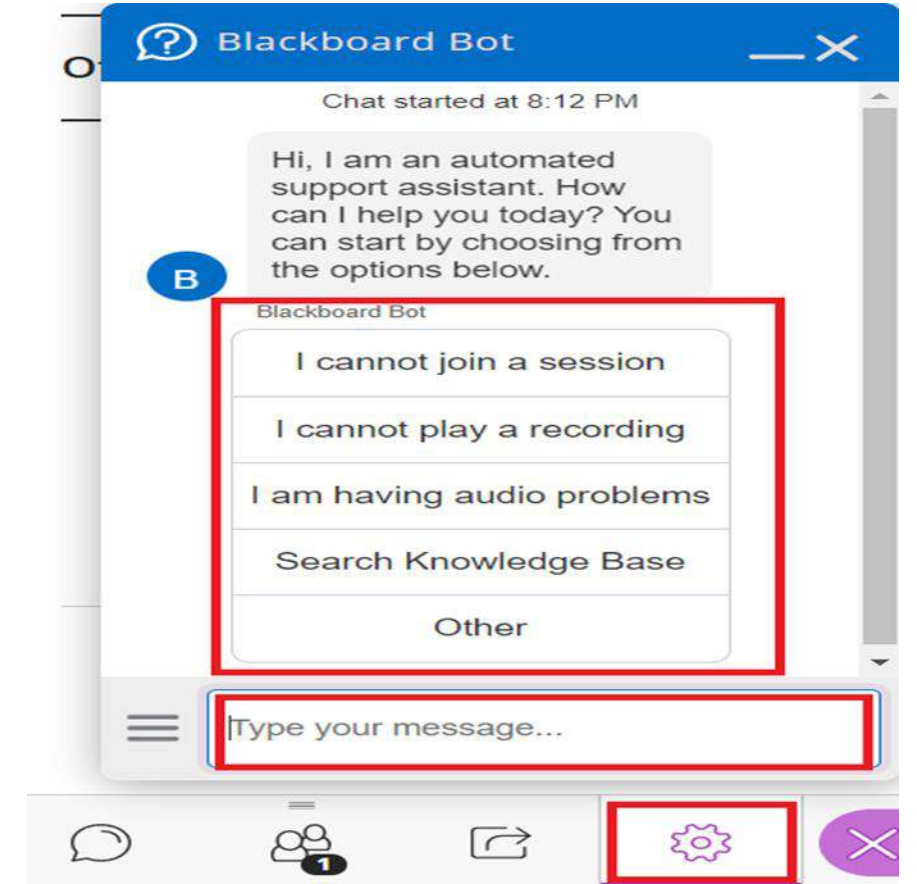 Blackboard Bot
Chat started at 8:12 PM
Hi, I am an automated
support assistant. How
can I help you today? You
can start by choosing from
the options below.
B
Blackboard Bot
I cannot join a session
I cannot play a recording
I am having audio problems
Search Knowledge Base
Other
Type your message...
1